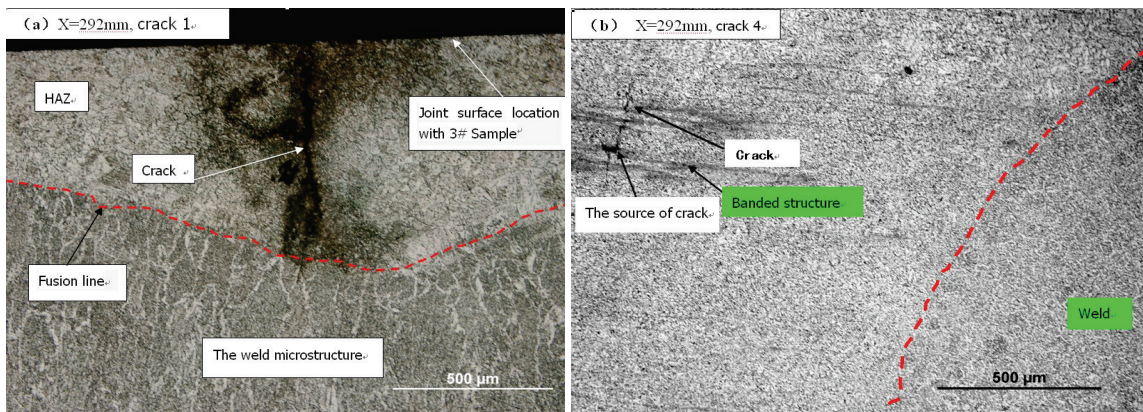 (a) X=292mm, crack 1
HAZ
Joint surface location
with 3# Sample
Crack
Fusion line
The weld microstructure
500 μm
(b) X=292mm, crack 4
Crack
Banded structure
The source of crack
Weld
500 μm